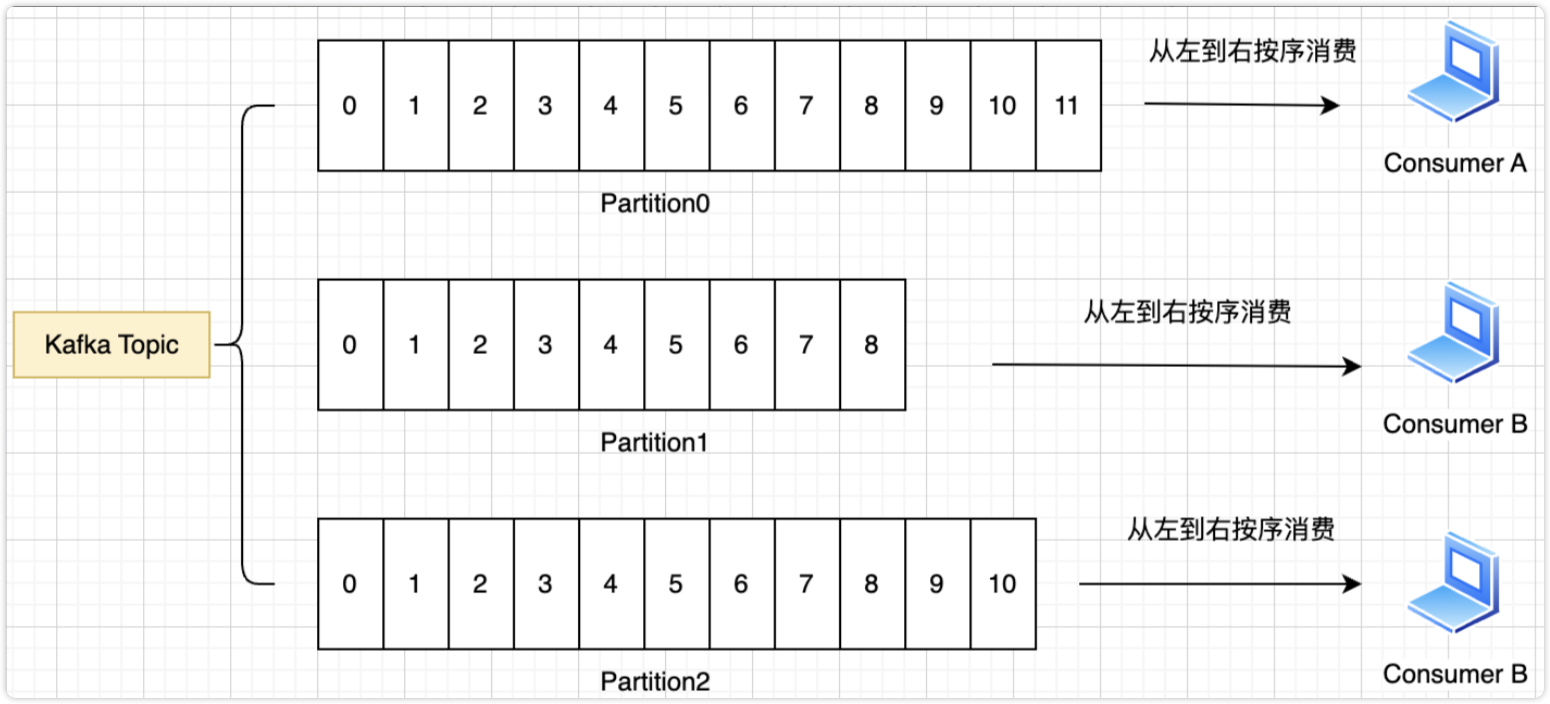 从左到右按序消费
0 1 2 3 4 5 6 7 8 9 10 11
Consumer A
Partition0
从左到右按序消费
Kafka Topic
0 1 2 3 4 5 6 7 8
Consumer B
Partition1
从左到右按序消费
0 1 2 3 4 5 6 7 8 9 10
Consumer B
Partition2